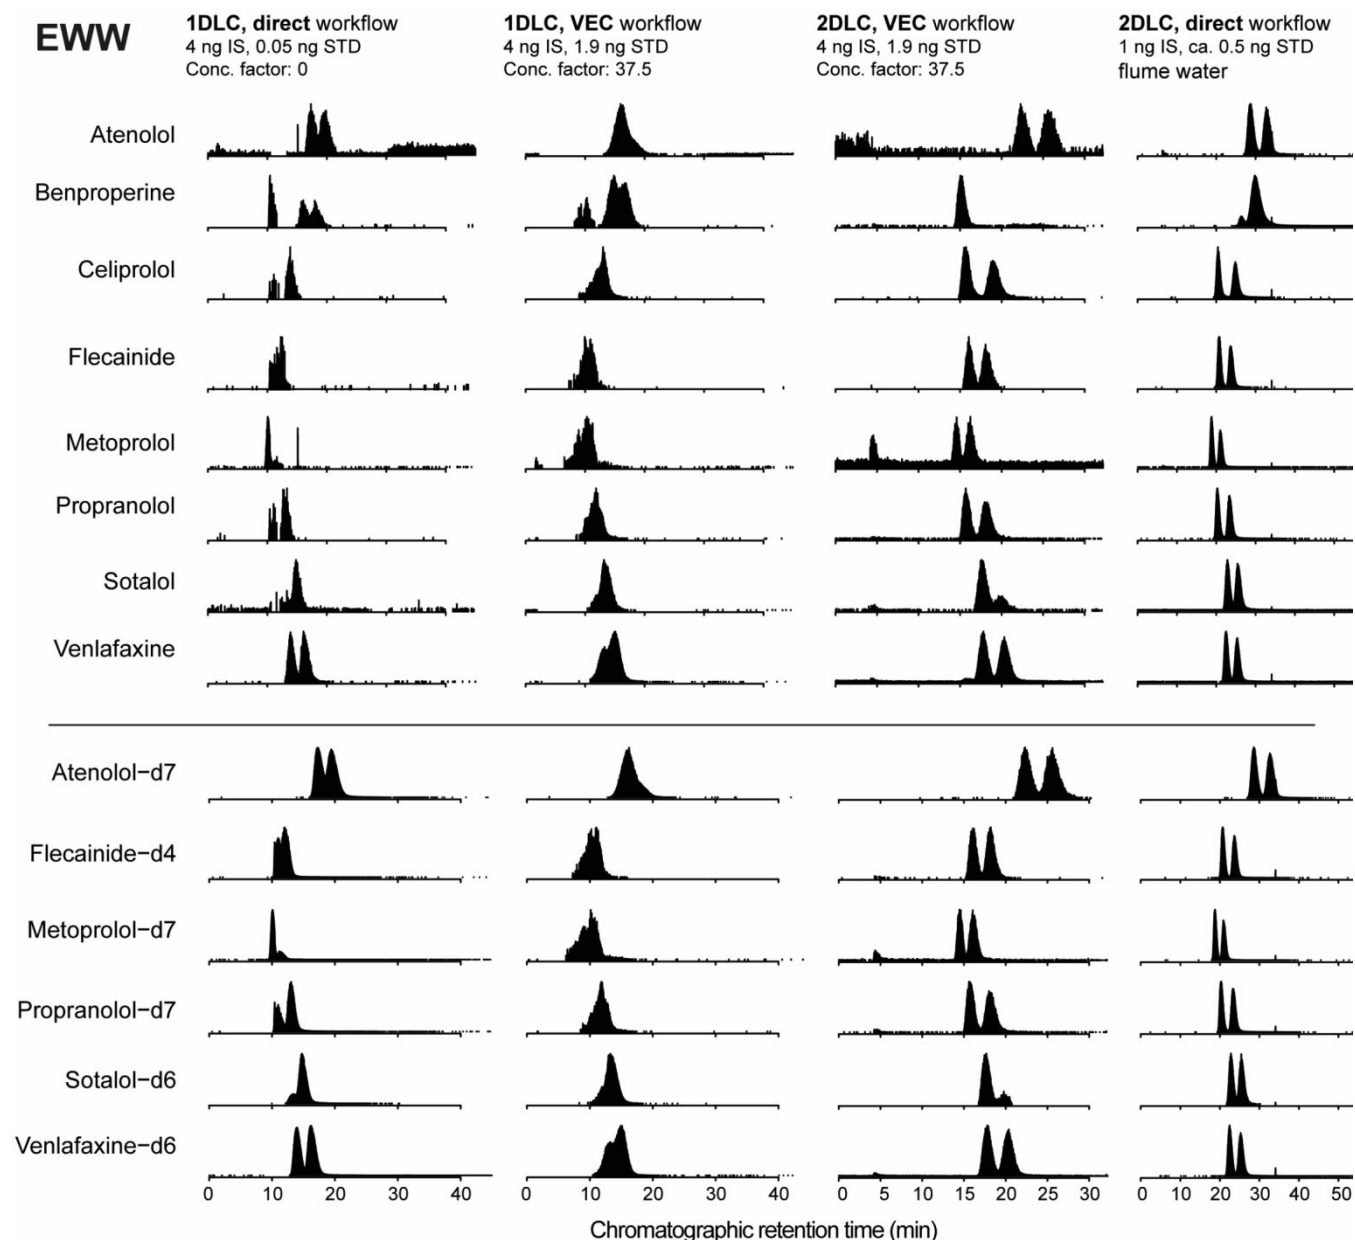 EWW
1DLC, direct workflow
4 ng IS, 0.05 ng STD
Conc. factor: 0
1DLC, VEC workflow
4 ng IS, 1.9 ng STD
Conc. factor: 37.5
2DLC, VEC workflow
4 ng IS, 1.9 ng STD
Conc. factor: 37.5
2DLC, direct workflow
1 ng IS, ca. 0.5 ng STD
flume water
Atenolol
Benproperine
Celiprolol
Flecainide
Metoprolol
Propranolol
Sotalol
Venlafaxine
Atenolol−d7
Flecainide−d4
Metoprolol−d7
Propranolol−d7
Sotalol−d6
Venlafaxine−d6
0 10 20 30 40
0 10 20 30 40
0 5 10 15 20 25 30
0 10 20 30 40 50
Chromatographic retention time (min)